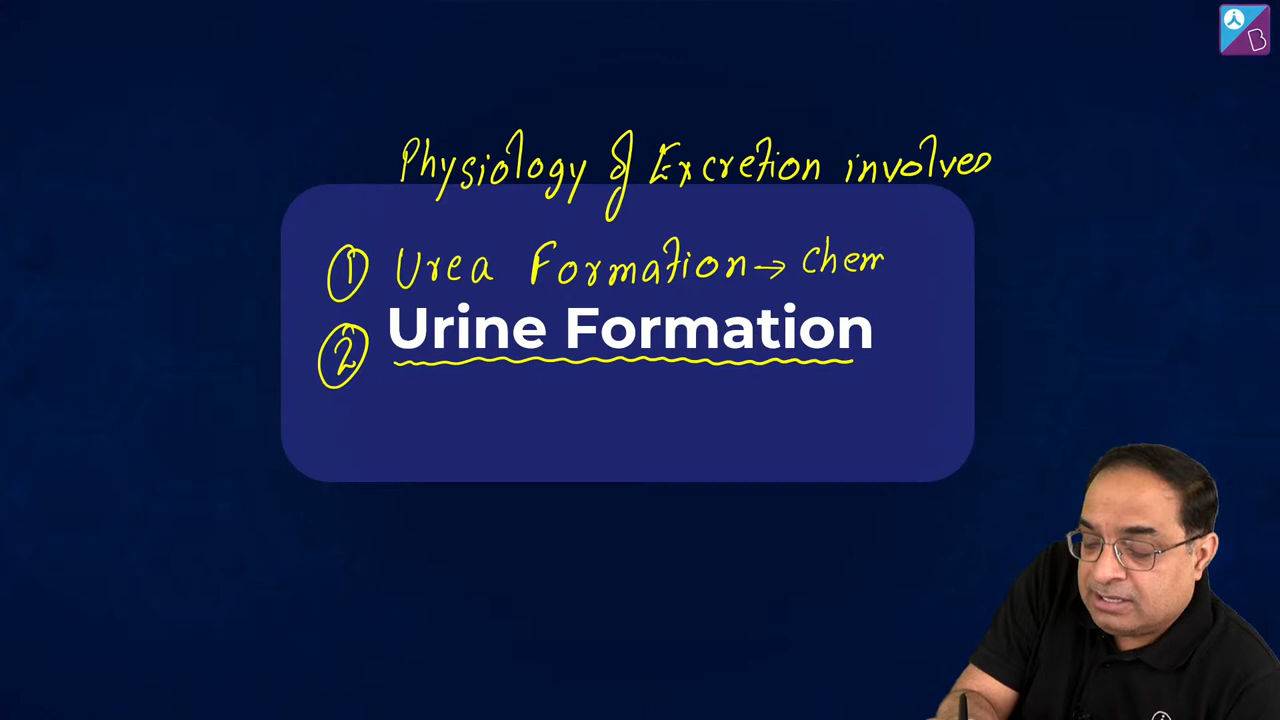 Physiology of Excretion involves
① Urea Formation → Chem
② Urine Formation
B